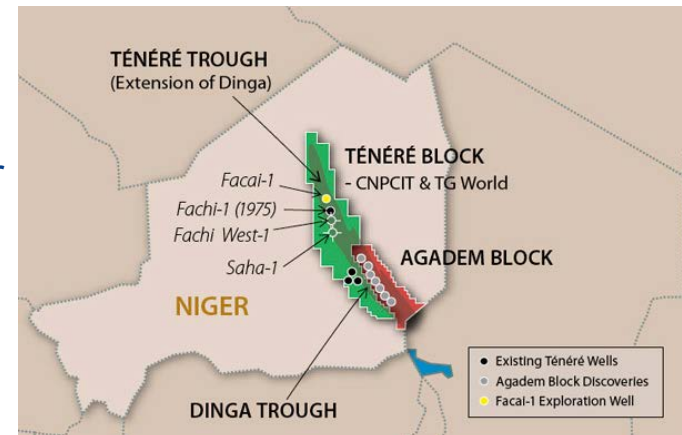 TÉNÉRÉ TROUGH
(Extension of Dinga)
TÉNÉRÉ BLOCK
- CNPCIT & TG World
Facai-1
Fachi-1 (1975)
Fachi West-1
Saha-1
AGADEM BLOCK
NIGER
DINGA TROUGH
Existing Ténéré Wells
Agadem Block Discoveries
Facai-1 Exploration Well